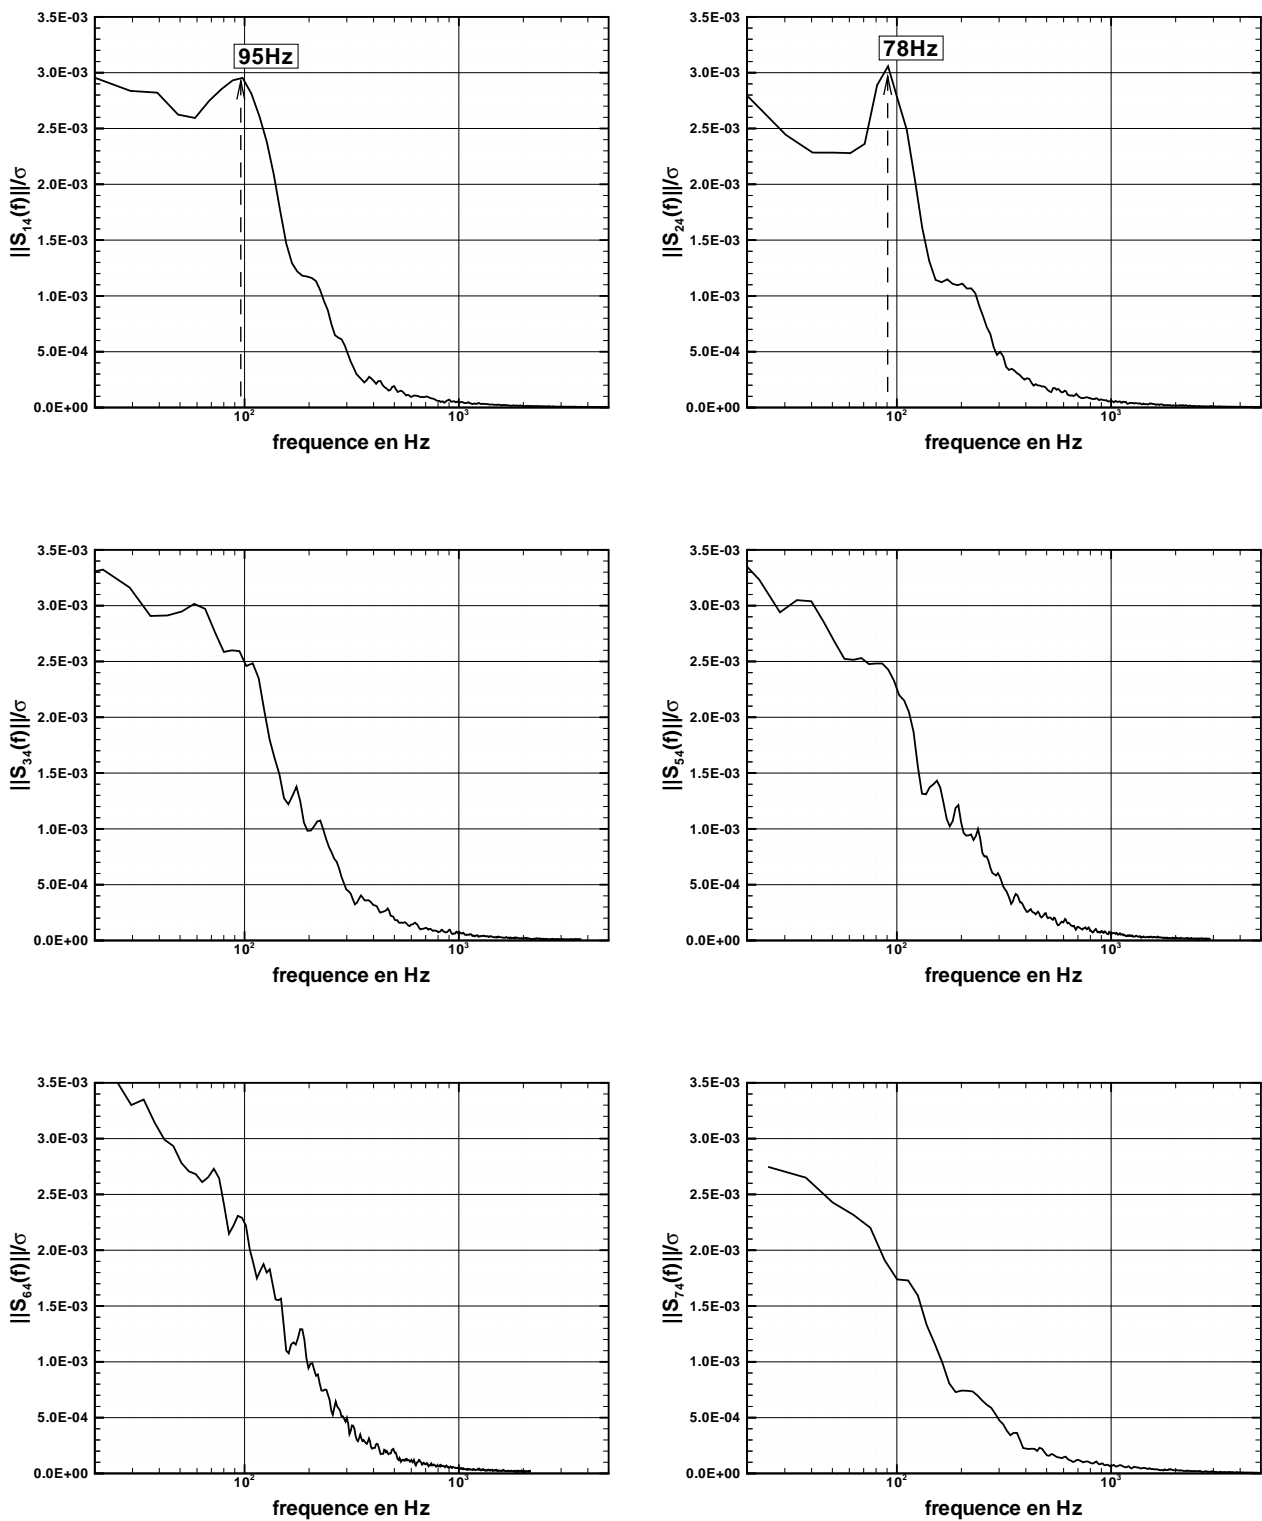 3.5E-03
3.0E-03
2.5E-03
2.0E-03
1.5E-03
1.0E-03
5.0E-04
0.0E+00
95Hz
||S₁₄(f)||/σ
10²
10³
frequence en Hz
3.5E-03
3.0E-03
2.5E-03
2.0E-03
1.5E-03
1.0E-03
5.0E-04
0.0E+00
78Hz
||S₂₄(f)||/σ
10²
10³
frequence en Hz
3.5E-03
3.0E-03
2.5E-03
2.0E-03
1.5E-03
1.0E-03
5.0E-04
0.0E+00
||S₃₄(f)||/σ
10²
10³
frequence en Hz
3.5E-03
3.0E-03
2.5E-03
2.0E-03
1.5E-03
1.0E-03
5.0E-04
0.0E+00
||S₅₄(f)||/σ
10²
10³
frequence en Hz
3.5E-03
3.0E-03
2.5E-03
2.0E-03
1.5E-03
1.0E-03
5.0E-04
0.0E+00
||S₆₄(f)||/σ
10²
10³
frequence en Hz
3.5E-03
3.0E-03
2.5E-03
2.0E-03
1.5E-03
1.0E-03
5.0E-04
0.0E+00
||S₇₄(f)||/σ
10²
10³
frequence en Hz